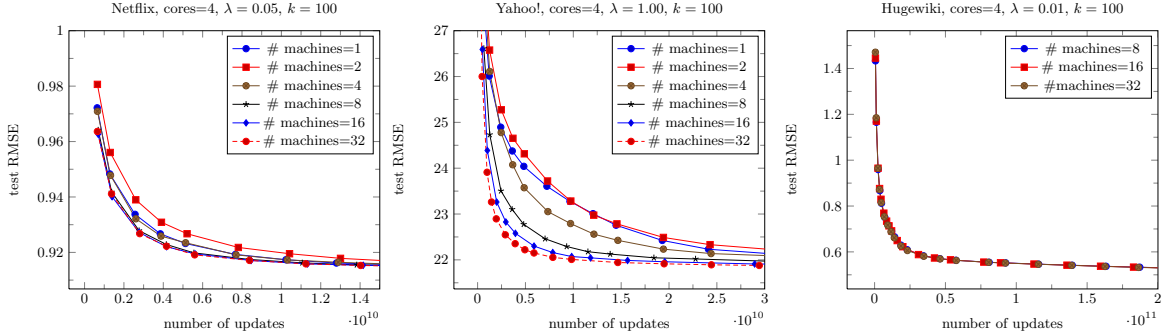 Netflix, cores=4, λ = 0.05, k = 100
1
0.98
0.96
0.94
0.92
test RMSE
0 0.2 0.4 0.6 0.8 1 1.2 1.4
·10^10
number of updates
# machines=1
# machines=2
# machines=4
# machines=8
# machines=16
# machines=32
Yahoo!, cores=4, λ = 1.00, k = 100
27
26
25
24
23
22
test RMSE
0 0.5 1 1.5 2 2.5 3
·10^10
number of updates
# machines=1
# machines=2
# machines=4
# machines=8
# machines=16
# machines=32
Hugewiki, cores=4, λ = 0.01, k = 100
1.4
1.2
1
0.8
0.6
test RMSE
0 0.5 1 1.5 2
·10^11
number of updates
# machines=8
# machines=16
#machines=32